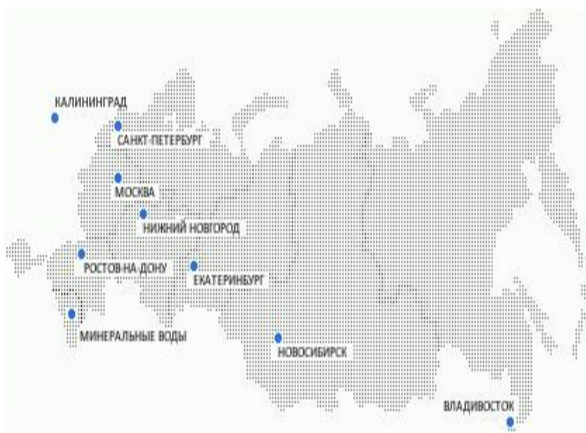 КАЛИНИНГРАД
САНКТ-ПЕТЕРБУРГ
МОСКВА
НИЖНИЙ НОВГОРОД
РОСТОВ-НА-ДОНУ
ЕКАТЕРИНБУРГ
МИНЕРАЛЬНЫЕ ВОДЫ
НОВОСИБИРСК
ВЛАДИВОСТОК